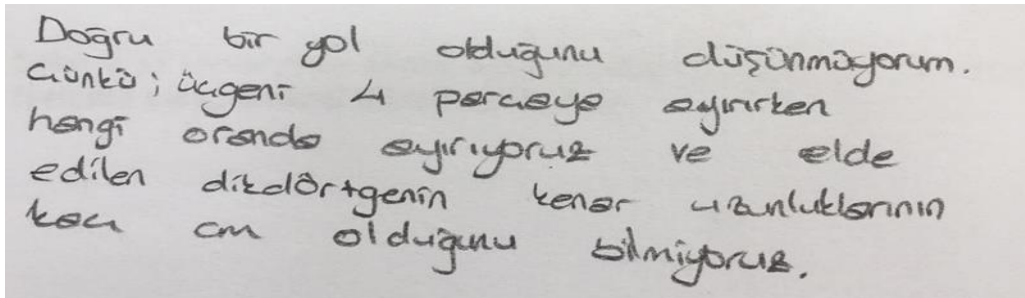 Doğru bir yol olduğunu düşünmüyorum.
Çünkü; üçgeni 4 parçaya ayırırken
hangi oranda ayırıyoruz ve elde
edilen dikdörtgenin kenar uzunluklarının
kaç cm olduğunu bilmiyoruz.